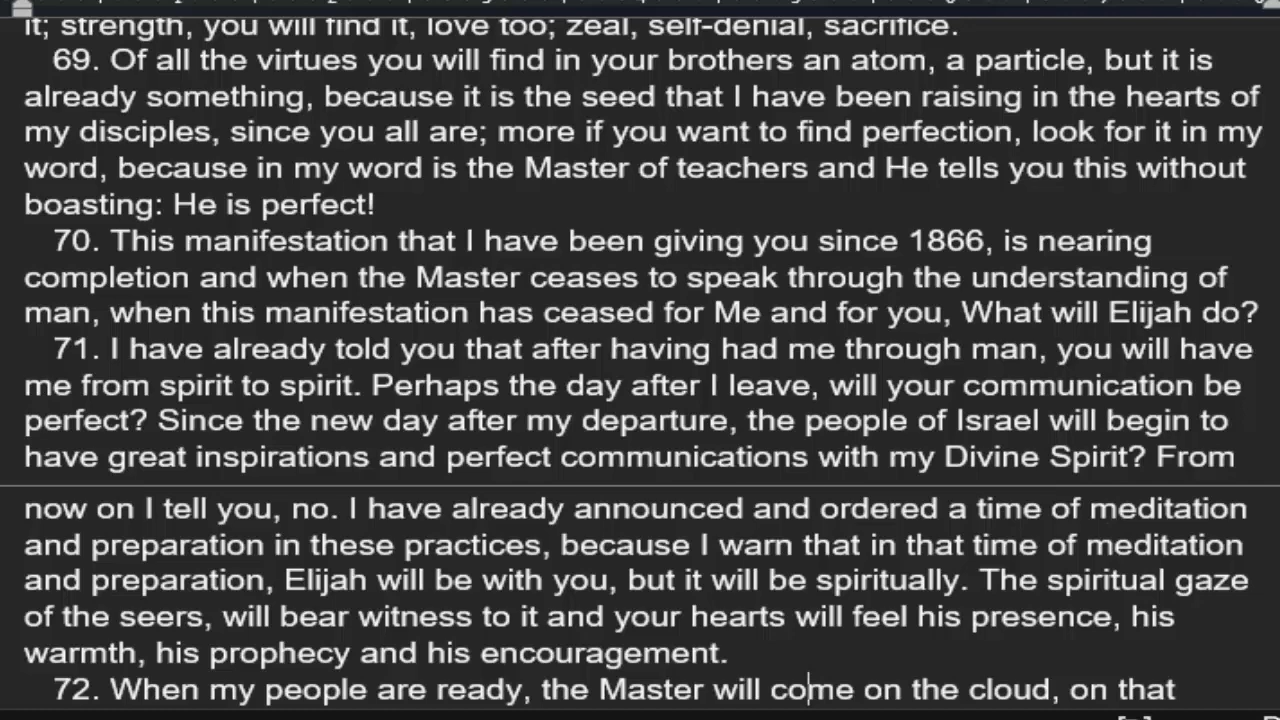 it; strength, you will find it, love too; zeal, self-denial, sacrifice.
69. Of all the virtues you will find in your brothers an atom, a particle, but it is
already something, because it is the seed that I have been raising in the hearts of
my disciples, since you all are; more if you want to find perfection, look for it in my
word, because in my word is the Master of teachers and He tells you this without
boasting: He is perfect!
70. This manifestation that I have been giving you since 1866, is nearing
completion and when the Master ceases to speak through the understanding of
man, when this manifestation has ceased for Me and for you, What will Elijah do?
71. I have already told you that after having had me through man, you will have
me from spirit to spirit. Perhaps the day after I leave, will your communication be
perfect? Since the new day after my departure, the people of Israel will begin to
have great inspirations and perfect communications with my Divine Spirit? From
now on I tell you, no. I have already announced and ordered a time of meditation
and preparation in these practices, because I warn that in that time of meditation
and preparation, Elijah will be with you, but it will be spiritually. The spiritual gaze
of the seers, will bear witness to it and your hearts will feel his presence, his
warmth, his prophecy and his encouragement.
72. When my people are ready, the Master will come on the cloud, on that